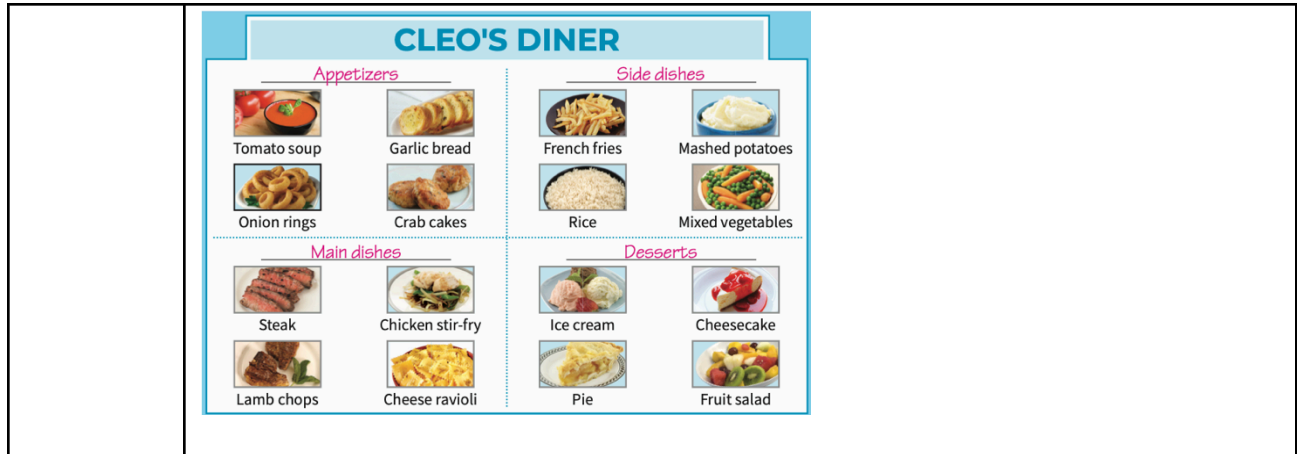 CLEO'S DINER
Appetizers
Tomato soup
Garlic bread
Onion rings
Crab cakes
Side dishes
French fries
Mashed potatoes
Rice
Mixed vegetables
Main dishes
Steak
Chicken stir-fry
Lamb chops
Cheese ravioli
Desserts
Ice cream
Cheesecake
Pie
Fruit salad